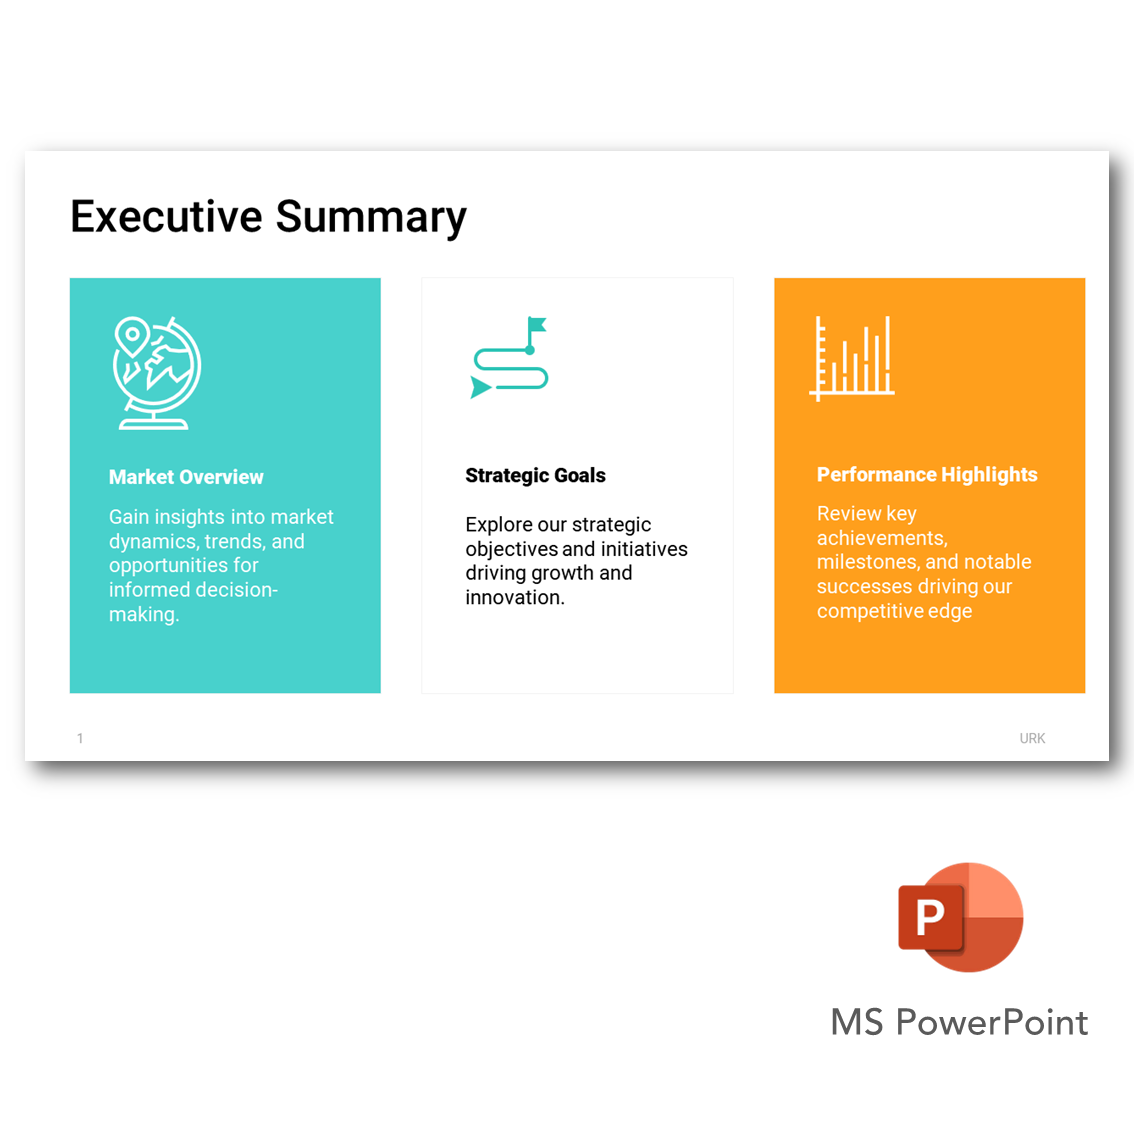 Executive Summary
Market Overview
Gain insights into market
dynamics, trends, and
opportunities for
informed decision-
making.
Strategic Goals
Explore our strategic
objectives and initiatives
driving growth and
innovation.
Performance Highlights
Review key
achievements,
milestones, and notable
successes driving our
competitive edge
1
URK
P
MS PowerPoint